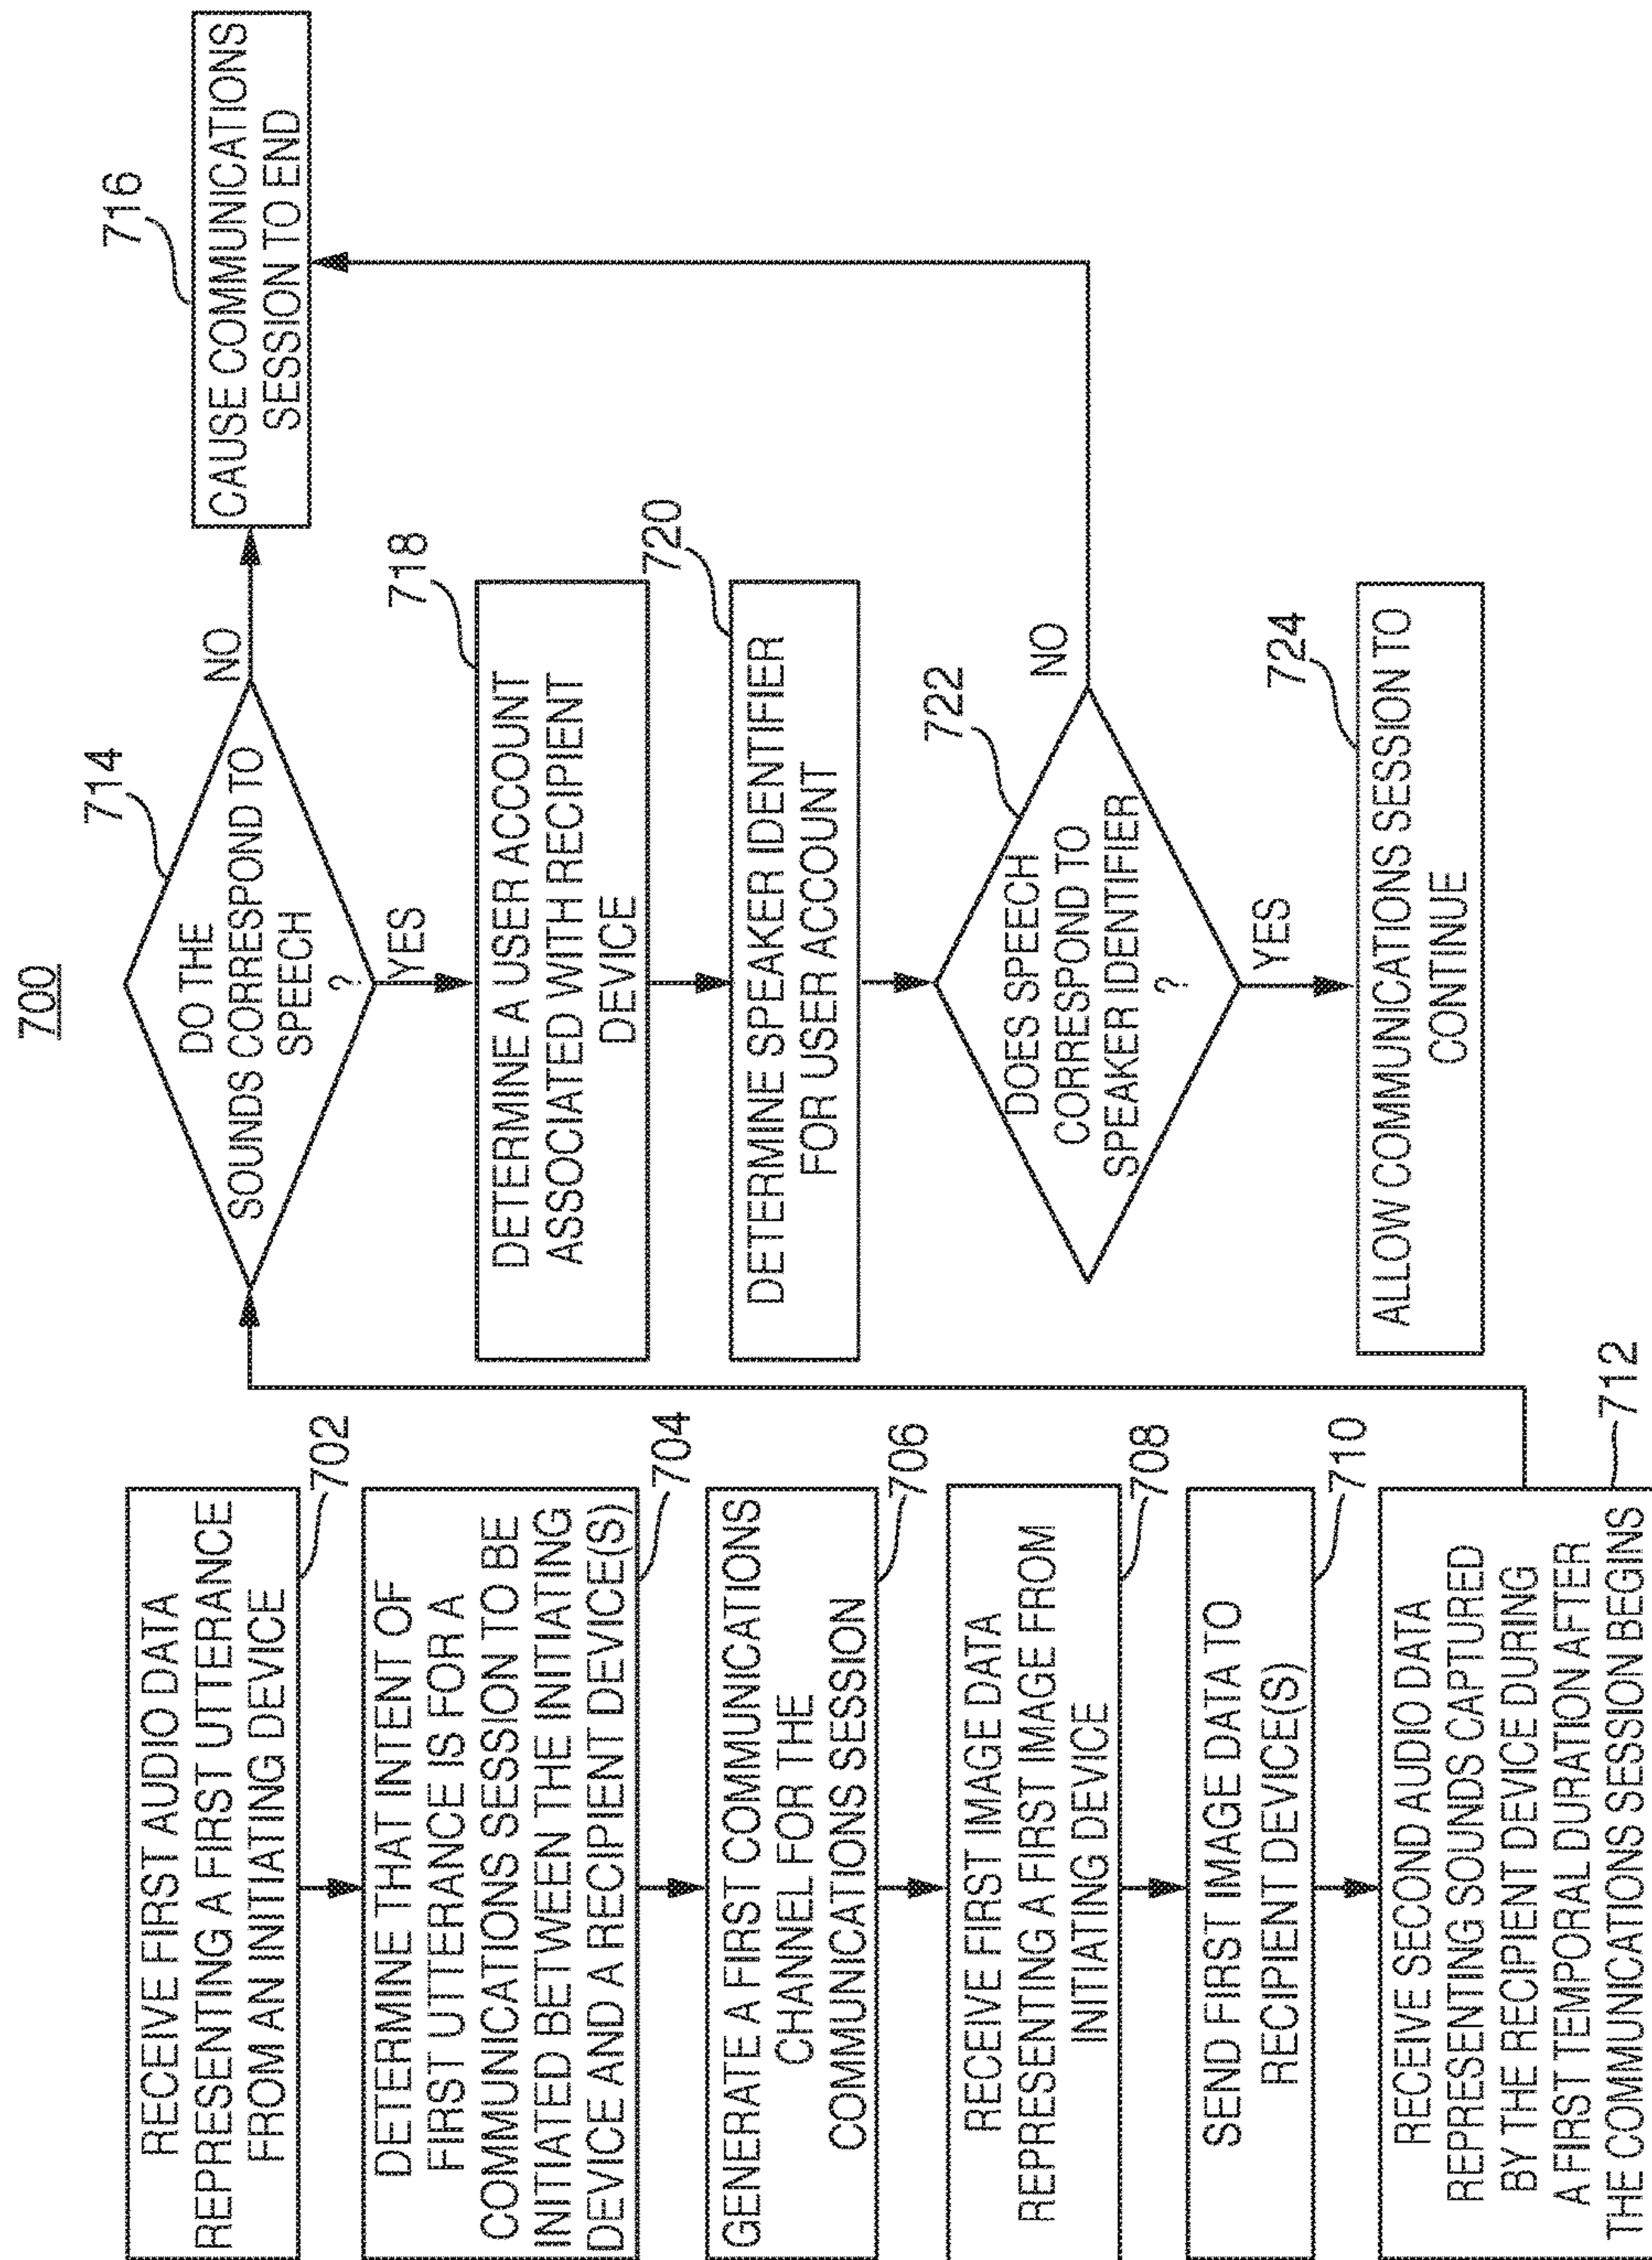 700
RECEIVE FIRST AUDIO DATA
REPRESENTING A FIRST UTTERANCE
FROM AN INITIATING DEVICE
702
DETERMINE THAT INTENT OF
FIRST UTTERANCE IS FOR A
COMMUNICATIONS SESSION TO BE
INITIATED BETWEEN THE INITIATING
DEVICE AND A RECIPIENT DEVICE(S)
704
GENERATE A FIRST COMMUNICATIONS
CHANNEL FOR THE
COMMUNICATIONS SESSION
706
RECEIVE FIRST IMAGE DATA
REPRESENTING A FIRST IMAGE FROM
INITIATING DEVICE
708
SEND FIRST IMAGE DATA TO
RECIPIENT DEVICE(S)
710
RECEIVE SECOND AUDIO DATA
REPRESENTING SOUNDS CAPTURED
BY THE RECIPIENT DEVICE DURING
A FIRST TEMPORAL DURATION AFTER
THE COMMUNICATIONS SESSION BEGINS
712
DO THE
SOUNDS CORRESPOND TO
SPEECH
?
714
NO
YES
CAUSE COMMUNICATIONS
SESSION TO END
716
DETERMINE A USER ACCOUNT
ASSOCIATED WITH RECIPIENT
DEVICE
718
DETERMINE SPEAKER IDENTIFIER
FOR USER ACCOUNT
720
DOES SPEECH
CORRESPOND TO
SPEAKER IDENTIFIER
?
722
NO
YES
ALLOW COMMUNICATIONS SESSION TO
CONTINUE
724